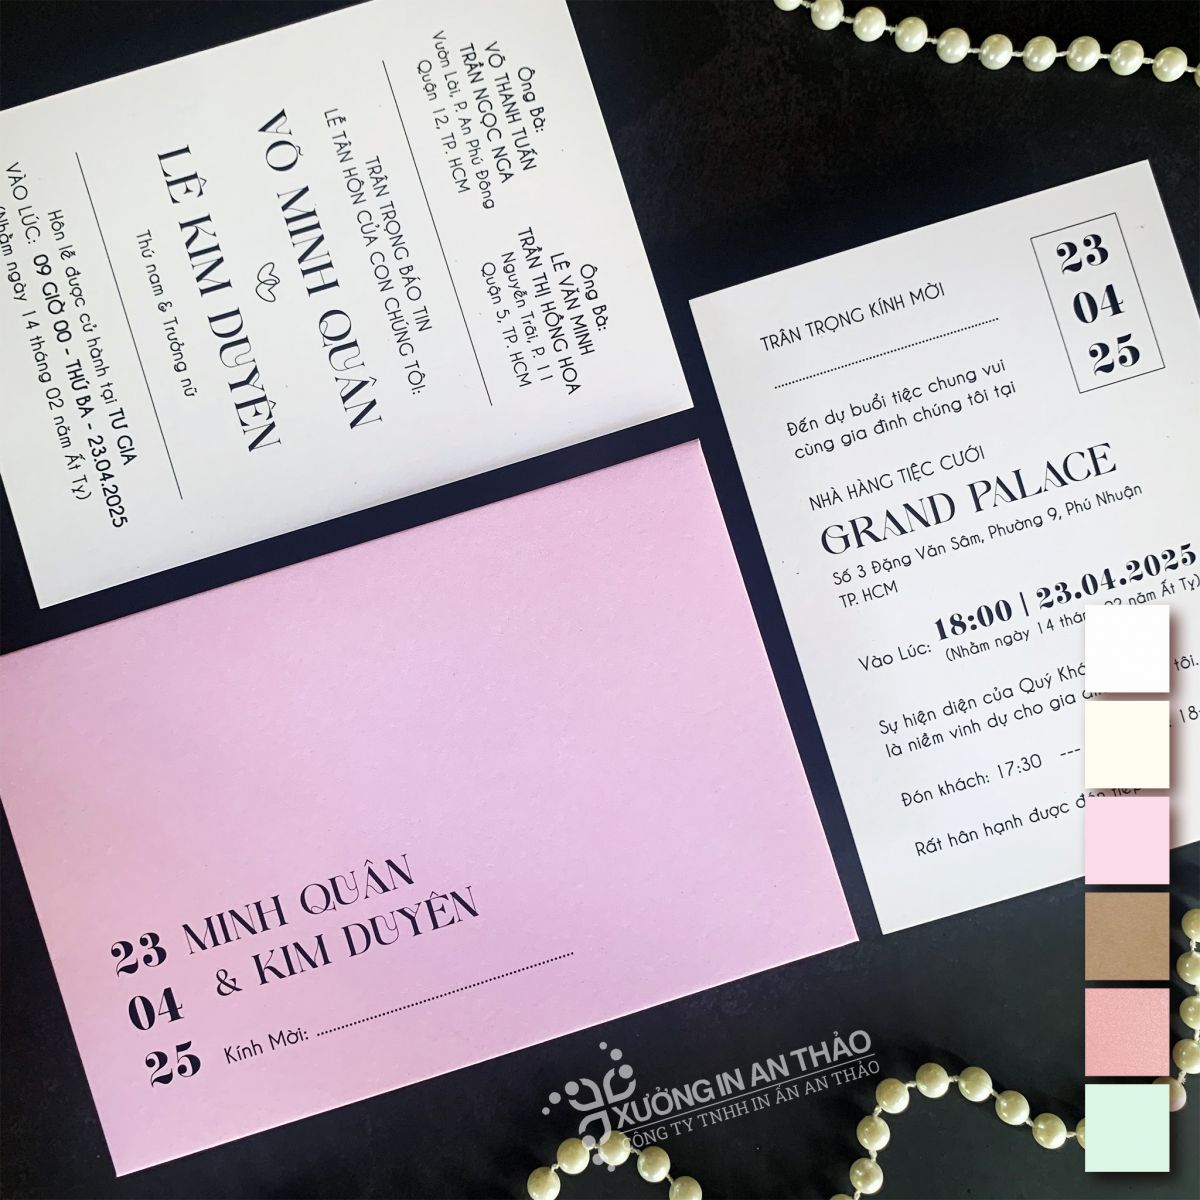 Ông Bà:
VÕ THANH TUẤN
TRẦN NGỌC NGA
Vườn Lài, P. An Phú Đông
Quận 12, TP. HCM
Ông Bà:
LÊ VĂN MINH
TRẦN THỊ HỒNG HOA
Nguyễn Trãi, P. 11
Quận 5, TP. HCM
TRÂN TRỌNG BÁO TIN
LỄ TÂN HÔN CỦA CON CHÚNG TÔI:
VÕ MINH QUÂN
LÊ KIM DUYÊN
Thứ nam & Trưởng nữ
Hôn lễ được cử hành tại TƯ GIA
VÀO LÚC: 09 GIỜ 00 - THỨ BA - 23.04.2025
(Nhằm ngày 14 tháng 02 năm Ất Tỵ)
TRÂN TRỌNG KÍNH MỜI
23
04
25
Đến dự buổi tiệc chung vui
cùng gia đình chúng tôi tại
NHÀ HÀNG TIỆC CƯỚI
GRAND PALACE
Số 3 Đặng Văn Sâm, Phường 9, Phú Nhuận
TP. HCM
Vào Lúc: 18:00 | 23.04.2025
(Nhằm ngày 14 thán 02 năm Ất Tỵ)
Sự hiện diện của Quý Khá tôi.
là niềm vinh dự cho gia
Đón khách: 17:30 --- 18
Rất hân hạnh được đón tiếp
23 MINH QUÂN
04 & KIM DUYÊN
25 Kính Mời:
XƯỞNG IN AN THẢO
CÔNG TY TNHH IN ẤN AN THẢO